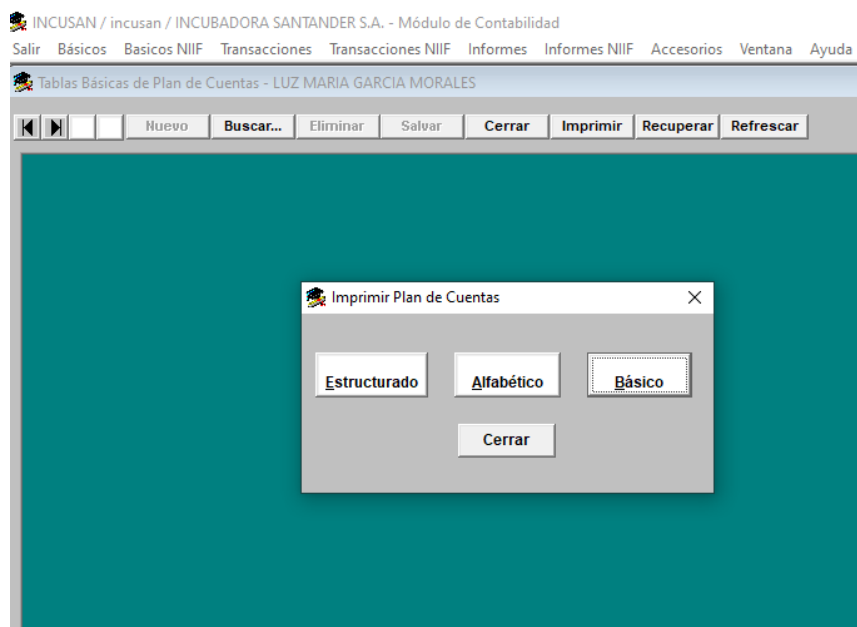 INCUSAN / incusan / INCUBADORA SANTANDER S.A. - Módulo de Contabilidad
Salir Básicos Basicos NIIF Transacciones Transacciones NIIF Informes Informes NIIF Accesorios Ventana Ayuda
Tablas Básicas de Plan de Cuentas - LUZ MARIA GARCIA MORALES
Nuevo Buscar... Eliminar Salvar Cerrar Imprimir Recuperar Refrescar
Imprimir Plan de Cuentas
Estructurado Alfabético Básico
Cerrar